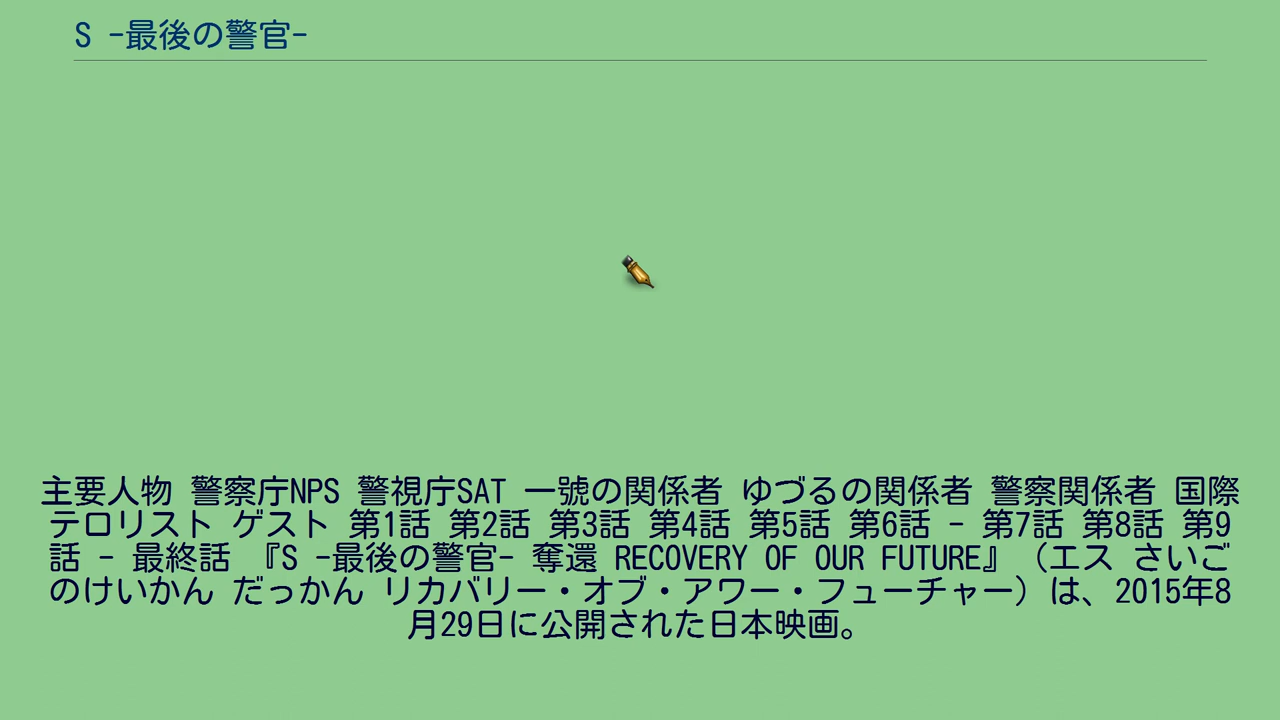 S -最後の警官-
主要人物 警察庁NPS 警視庁SAT 一號の関係者 ゆづるの関係者 警察関係者 国際
テロリスト ゲスト 第1話 第2話 第3話 第4話 第5話 第6話 - 第7話 第8話 第9
話 - 最終話 『S -最後の警官- 奪還 RECOVERY OF OUR FUTURE』（エス さいご
のけいかん だっかん リカバリー・オブ・アワー・フューチャー）は、2015年8
月29日に公開された日本映画。